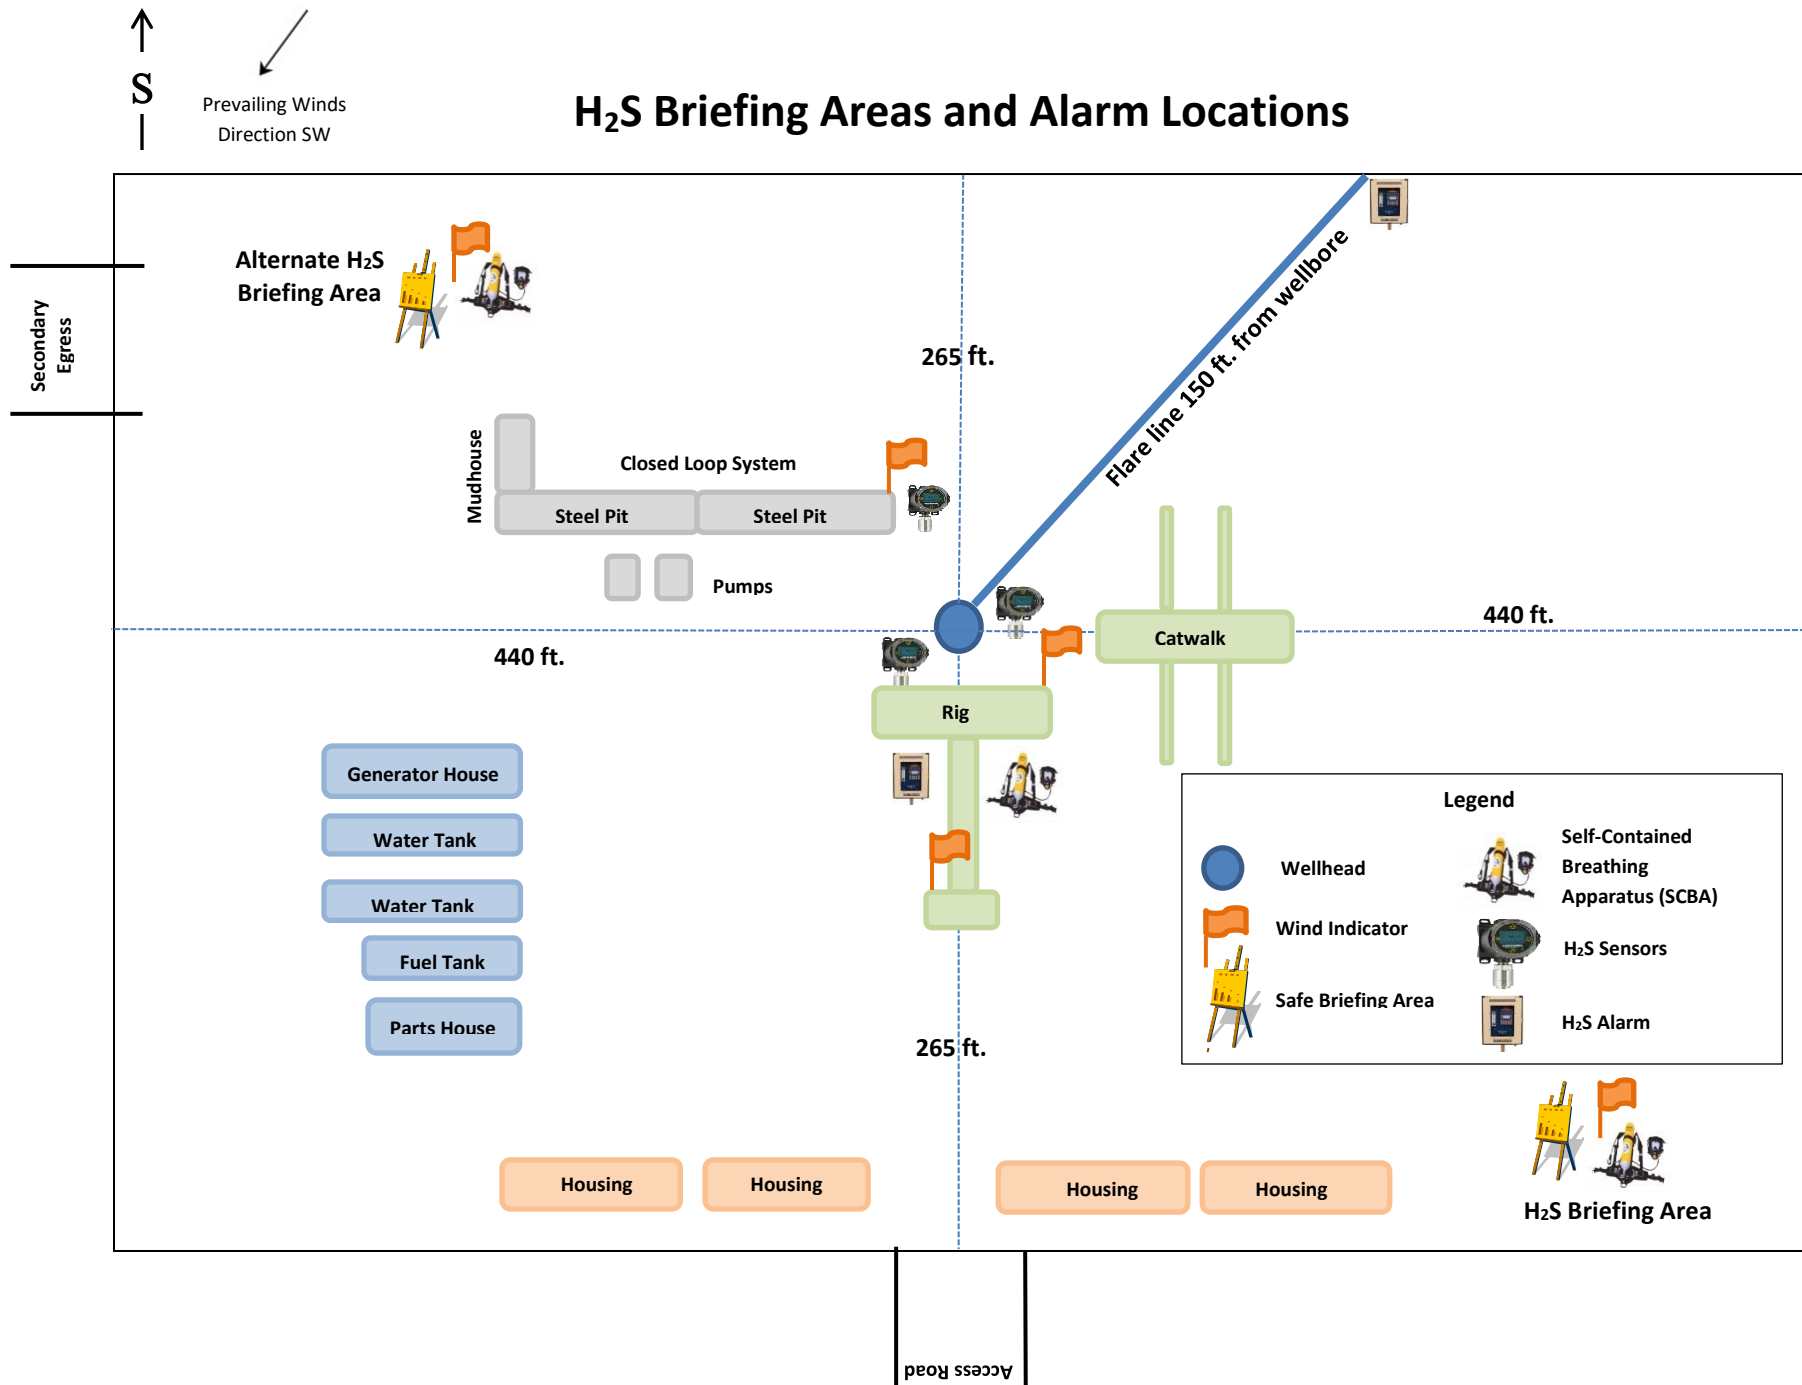 S
Prevailing Winds
Direction SW
H₂S Briefing Areas and Alarm Locations
Alternate H₂S
Briefing Area
Secondary
Egress
265 ft.
Flare line 150 ft. from wellbore
Mudhouse
Closed Loop System
Steel Pit
Steel Pit
Pumps
440 ft.
440 ft.
Catwalk
Rig
Generator House
Water Tank
Water Tank
Fuel Tank
Parts House
265 ft.
Legend
Wellhead
Wind Indicator
Safe Briefing Area
Self-Contained
Breathing
Apparatus (SCBA)
H₂S Sensors
H₂S Alarm
Housing
Housing
Housing
Housing
H₂S Briefing Area
Access Road